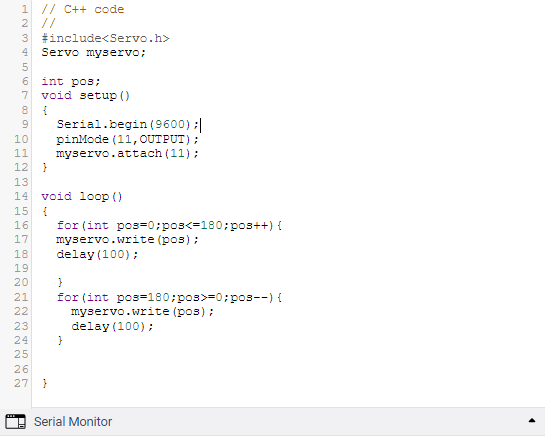 1 // C++ code
2 //
3 #include<Servo.h>
4 Servo myservo;
5
6 int pos;
7 void setup()
8 {
9   Serial.begin(9600);
10   pinMode(11,OUTPUT);
11   myservo.attach(11);
12 }
13
14 void loop()
15 {
16   for(int pos=0;pos<=180;pos++){
17   myservo.write(pos);
18   delay(100);
19
20   }
21   for(int pos=180;pos>=0;pos--){
22     myservo.write(pos);
23     delay(100);
24   }
25
26
27 }
Serial Monitor